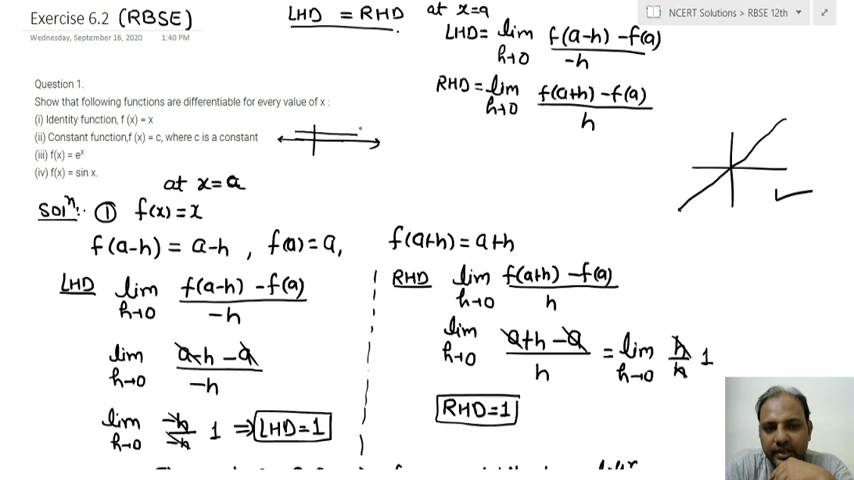 Exercise 6.2 (RBSE)
Wednesday, September 16, 2020 1:40 PM
LHD = RHD at x=a
LHD= lim h→0 f(a-h) -f(a) / -h
RHD = lim h→0 f(a+h) -f(a) / h
NCERT Solutions > RBSE 12th
Question 1.
Show that following functions are differentiable for every value of x :
(i) Identity function, f (x) = x
(ii) Constant function,f (x) = c, where c is a constant
(iii) f(x) = eˣ
(iv) f(x) = sin x.
at x=a
Solⁿ:- ① f(x) = x
f(a-h) = a-h , f(a) = a, f(a+h) = a+h
LHD lim h→0 f(a-h) -f(a) / -h
lim h→0 a-h -a / -h
lim h→0 -h / -h 1 ⇒ LHD=1
RHD lim h→0 f(a+h) -f(a) / h
lim h→0 a+h -a / h = lim h→0 h / h 1
RHD=1